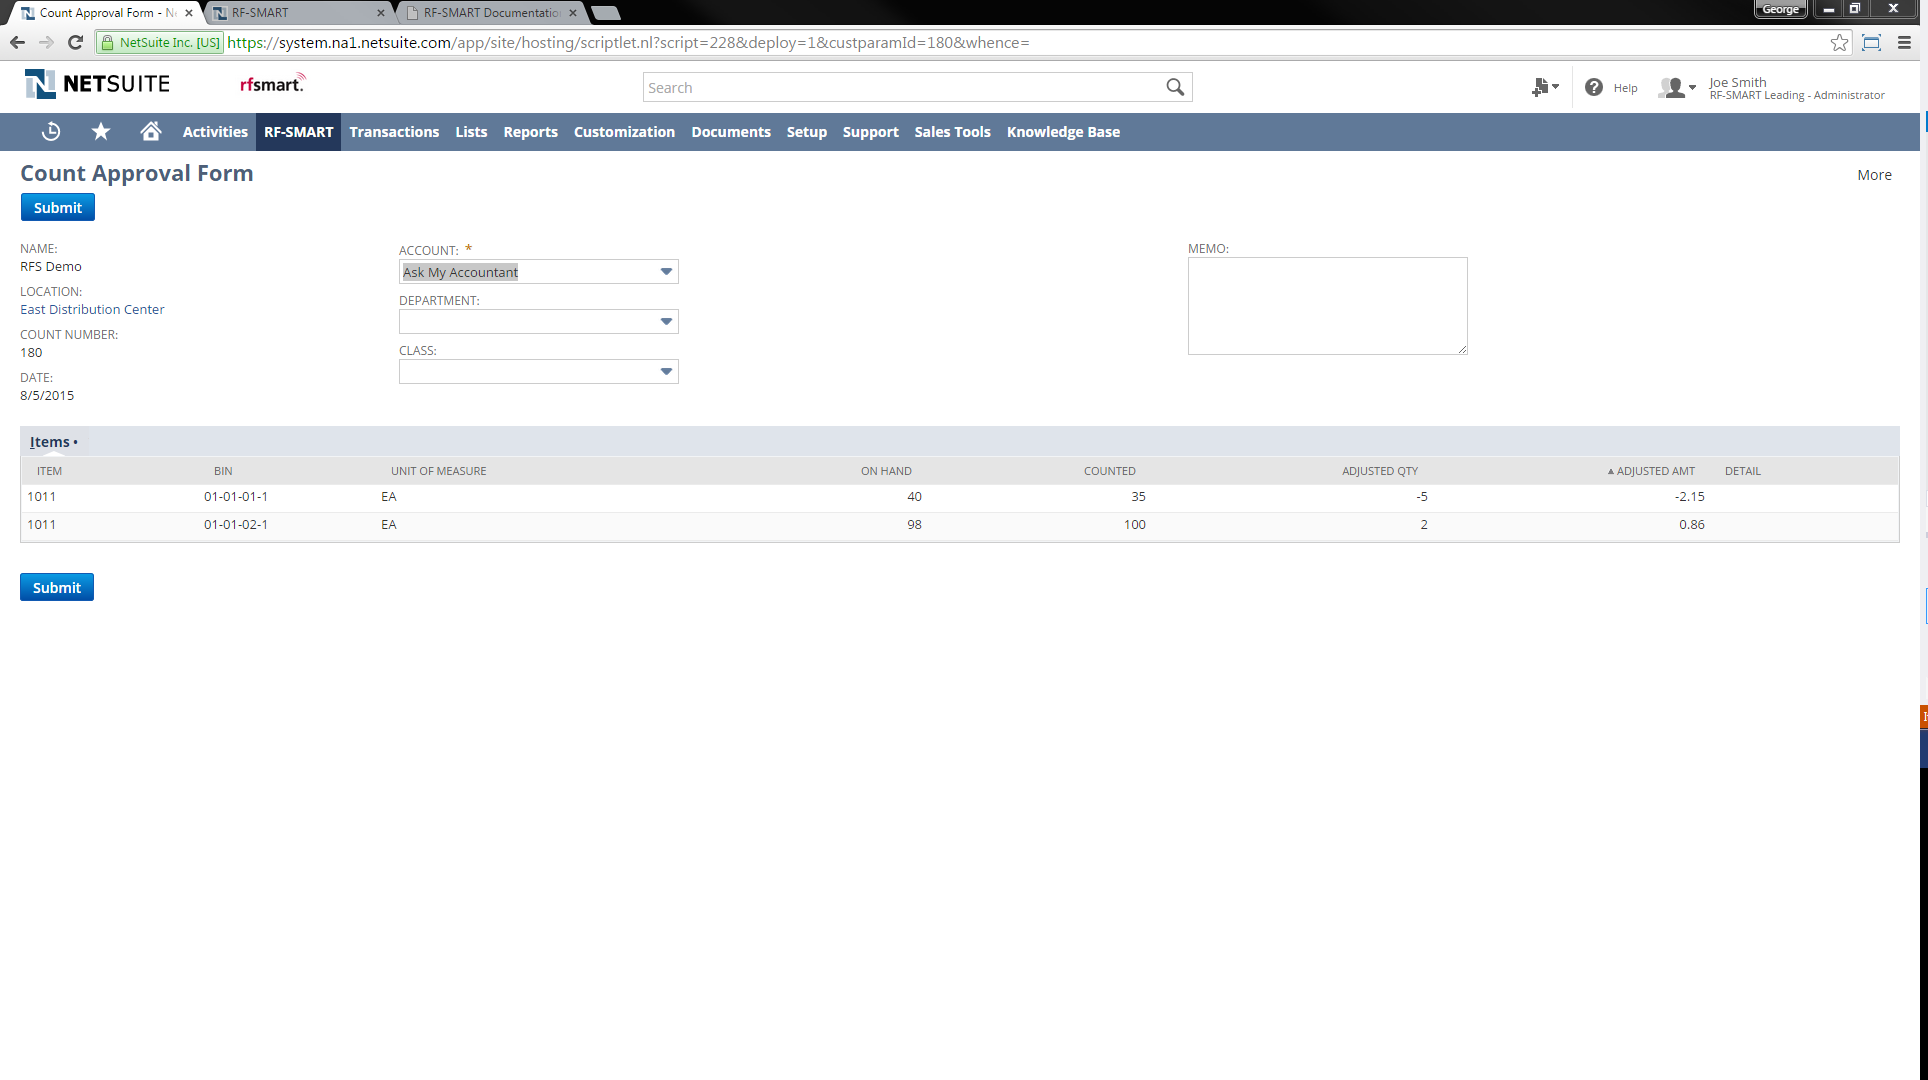 Count Approval Form - N
RF-SMART
RF-SMART Documentatio
George
NetSuite Inc. [US]
https://system.na1.netsuite.com/app/site/hosting/scriptlet.nl?script=228&deploy=1&custparamId=180&whence=
NETSUITE
rfsmart
Search
Help
Joe Smith
RF-SMART Leading - Administrator
Activities RF-SMART Transactions Lists Reports Customization Documents Setup Support Sales Tools Knowledge Base
Count Approval Form
More
Submit
NAME:
RFS Demo
LOCATION:
East Distribution Center
COUNT NUMBER:
180
DATE:
8/5/2015
ACCOUNT: *
Ask My Accountant
DEPARTMENT:
CLASS:
MEMO:
Items •
ITEM BIN UNIT OF MEASURE ON HAND COUNTED ADJUSTED QTY ▲ ADJUSTED AMT DETAIL
1011 01-01-01-1 EA 40 35 -5 -2.15
1011 01-01-02-1 EA 98 100 2 0.86
Submit